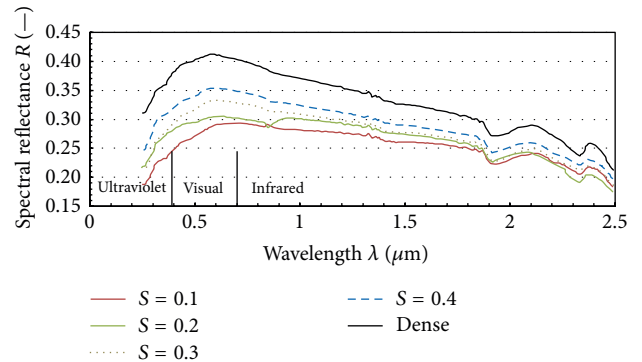 Spectral reflectance R (—)
0.45
0.40
0.35
0.30
0.25
0.20
0.15
Ultraviolet Visual Infrared
0 0.5 1 1.5 2 2.5
Wavelength λ (μm)
S = 0.1
S = 0.2
S = 0.3
S = 0.4
Dense